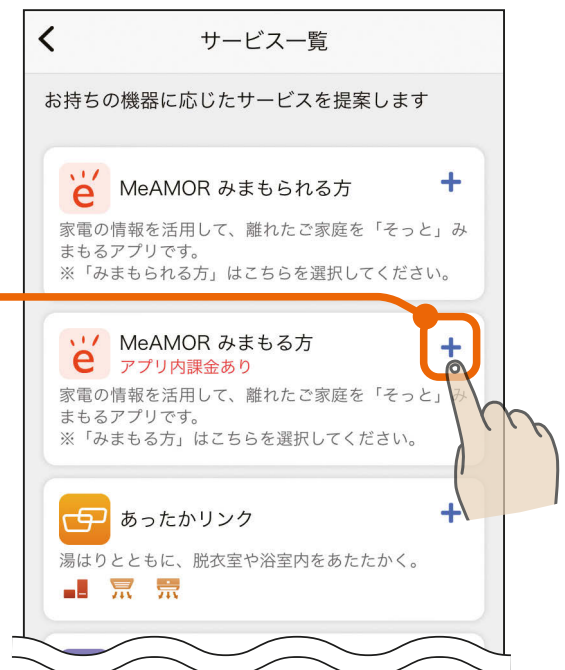 サービス一覧
お持ちの機器に応じたサービスを提案します
MeAMOR みまもられる方
家電の情報を活用して、離れたご家庭を「そっと」み
まもるアプリです。
※「みまもられる方」はこちらを選択してください。
MeAMOR みまもる方
アプリ内課金あり
家電の情報を活用して、離れたご家庭を「そっと」み
まもるアプリです。
※「みまもる方」はこちらを選択してください。
あったかリンク
湯はりとともに、脱衣室や浴室内をあたたかく。